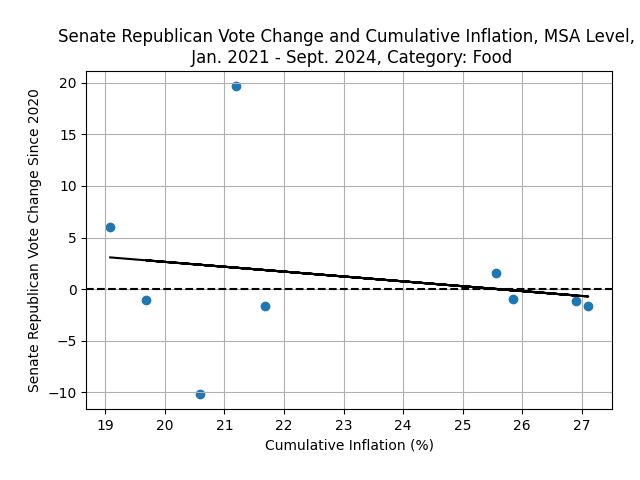 Senate Republican Vote Change and Cumulative Inflation, MSA Level,
Jan. 2021 - Sept. 2024, Category: Food
Senate Republican Vote Change Since 2020
20
15
10
5
0
−5
−10
19 20 21 22 23 24 25 26 27
Cumulative Inflation (%)